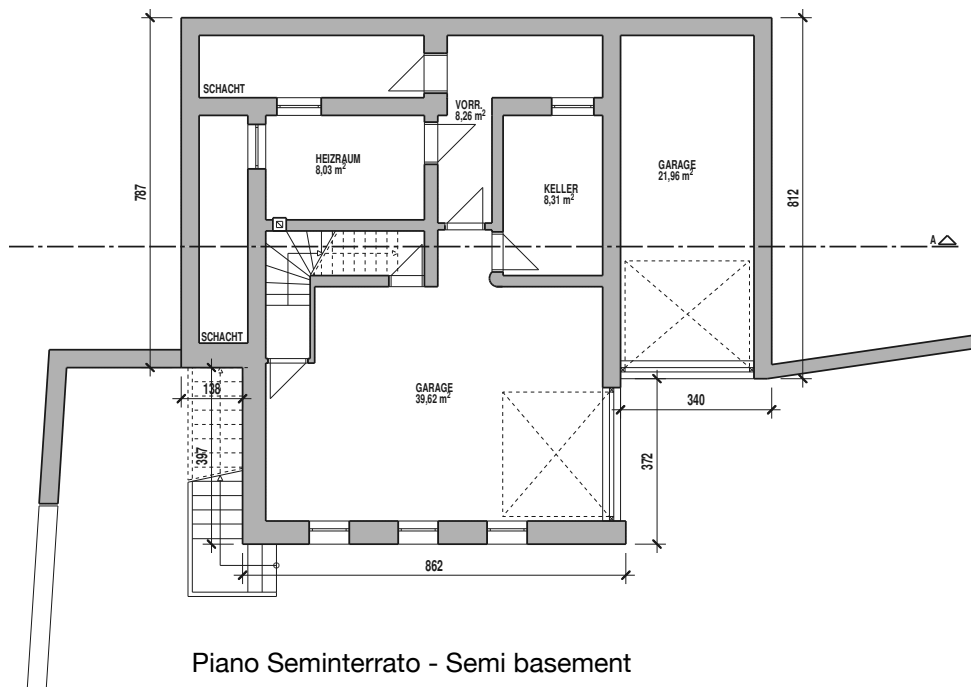 SCHACHT
VORR.
8,26 m²
HEIZRAUM
8,03 m²
GARAGE
21,96 m²
KELLER
8,31 m²
787
812
A
SCHACHT
138
GARAGE
39,62 m²
340
397
372
862
Piano Seminterrato - Semi basement